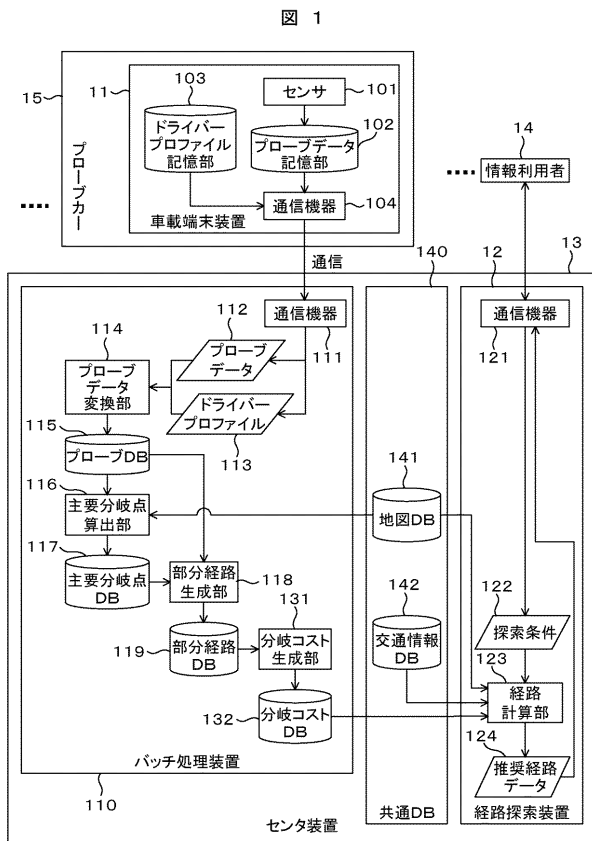 図 1
15
プローブカー
11
103
ドライバー
プロファイル
記憶部
センサ
101
プローブデータ
記憶部
102
通信機器
104
車載端末装置
14
情報利用者
通信
140
12
13
通信機器
111
通信機器
121
112
プローブ
データ
114
プローブ
データ
変換部
ドライバー
プロファイル
113
115
プローブDB
116
主要分岐点
算出部
141
地図DB
117
主要分岐点
DB
部分経路
生成部
118
131
142
交通情報
DB
122
探索条件
119
部分経路
DB
分岐コスト
生成部
123
経路
計算部
132
分岐コスト
DB
124
推奨経路
データ
バッチ処理装置
110
センタ装置
共通DB
経路探索装置